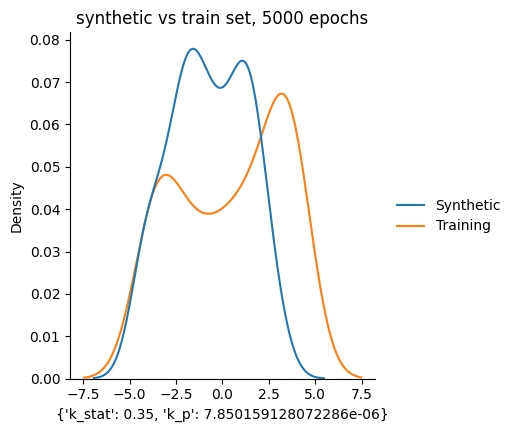 synthetic vs train set, 5000 epochs
0.08
0.07
0.06
0.05
0.04
0.03
0.02
0.01
0.00
Density
−7.5 −5.0 −2.5 0.0 2.5 5.0 7.5
{'k_stat': 0.35, 'k_p': 7.850159128072286e-06}
Synthetic
Training